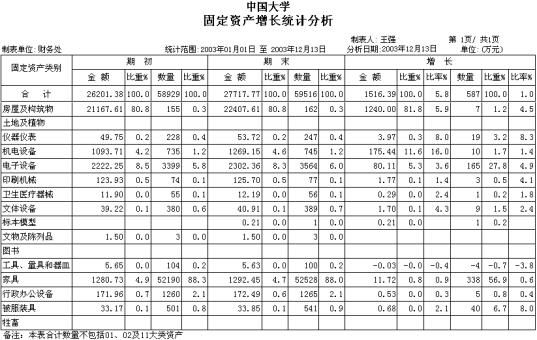 中国大学
固定资产增长统计分析
制表人: 王强 第 1页/ 共1页
制表单位: 财务处 统计范围:2003年01月01日 至 2003年12月13日 分析日期:2003年12月13日 单位: (万元)
固定资产类别 期 初 期 末 增 长
金 额 比重% 数量 比重% 金 额 比重% 数量 比重% 金 额 比重% 比率% 数量 比重% 比率%
合 计 26201.38 100.0 58929 100.0 27717.77 100.0 59516 100.0 1516.39 100.0 5.8 587 100.0 1.0
房屋及构筑物 21167.61 80.8 155 0.3 22407.61 80.8 162 0.3 1240.00 81.8 5.9 7 1.2 4.5
土地及植物
仪器仪表 49.75 0.2 228 0.4 53.72 0.2 247 0.4 3.97 0.3 8.0 19 3.2 8.3
机电设备 1093.71 4.2 735 1.2 1269.15 4.6 745 1.2 175.44 11.6 16.0 10 1.7 1.4
电子设备 2222.25 8.5 3399 5.8 2302.36 8.3 3564 6.0 80.11 5.3 3.6 165 27.8 4.9
印刷机械 123.93 0.5 74 0.1 125.70 0.5 77 0.1 1.77 0.1 1.4 3 0.5 4.1
卫生医疗器械 11.90 0.0 55 0.1 12.19 0.0 56 0.1 0.29 0.0 2.4 1 0.2 1.8
文体设备 39.22 0.1 380 0.6 40.91 0.1 389 0.7 1.70 0.1 4.3 9 1.5 2.4
标本模型 0.21 0.0 1 0.0 0.21 0.0 1 0.2
文物及陈列品 1.50 0.0 3 0.0 1.50 0.0 3 0.0
图书
工具、量具和器皿 5.65 0.0 104 0.2 5.63 0.0 100 0.2 -0.03 -0.0 -0.4 -4 -0.7 -3.8
家具 1280.73 4.9 52190 88.3 1292.45 4.7 52528 88.0 11.72 0.8 0.9 338 56.9 0.6
行政办公设备 171.96 0.7 1260 2.1 172.49 0.6 1265 2.1 0.53 0.0 0.3 5 0.8 0.4
被服装具 33.17 0.1 501 0.8 33.85 0.1 541 0.9 0.68 0.0 2.1 40 6.7 8.0
牲畜
备注: 本表合计数量不包括01、02及11大类资产